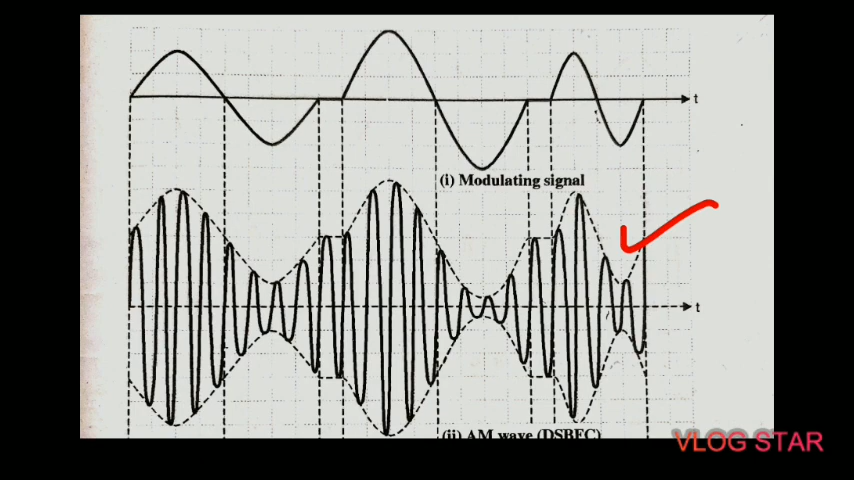 t
(i) Modulating signal
t
(ii) AM wave (DSBFC)
VLOG STAR